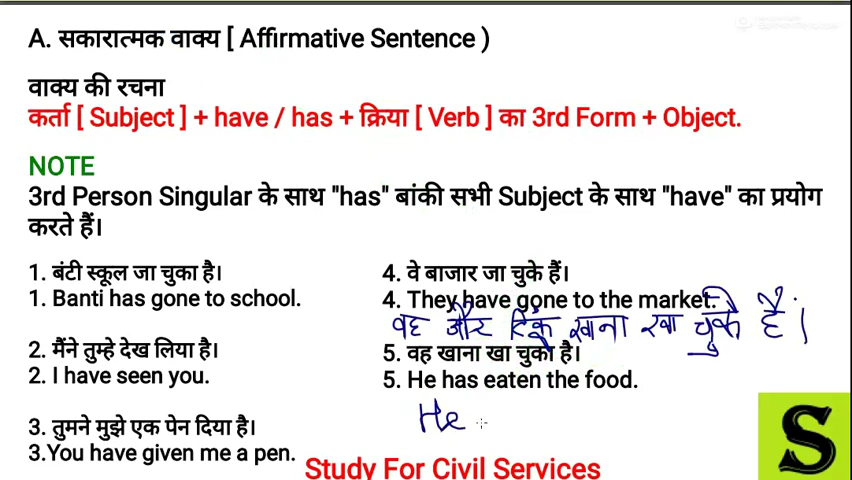 A. सकारात्मक वाक्य [ Affirmative Sentence )
वाक्य की रचना
कर्ता [ Subject ] + have / has + क्रिया [ Verb ] का 3rd Form + Object.
NOTE
3rd Person Singular के साथ "has" बांकी सभी Subject के साथ "have" का प्रयोग
करते हैं।
1. बंटी स्कूल जा चुका है।
1. Banti has gone to school.
2. मैंने तुम्हे देख लिया है।
2. I have seen you.
3. तुमने मुझे एक पेन दिया है।
3.You have given me a pen.
4. वे बाजार जा चुके हैं।
4. They have gone to the market.
वह और टिंकू खाना खा चुके हैं।
5. वह खाना खा चुका है।
5. He has eaten the food.
He
Study For Civil Services
S